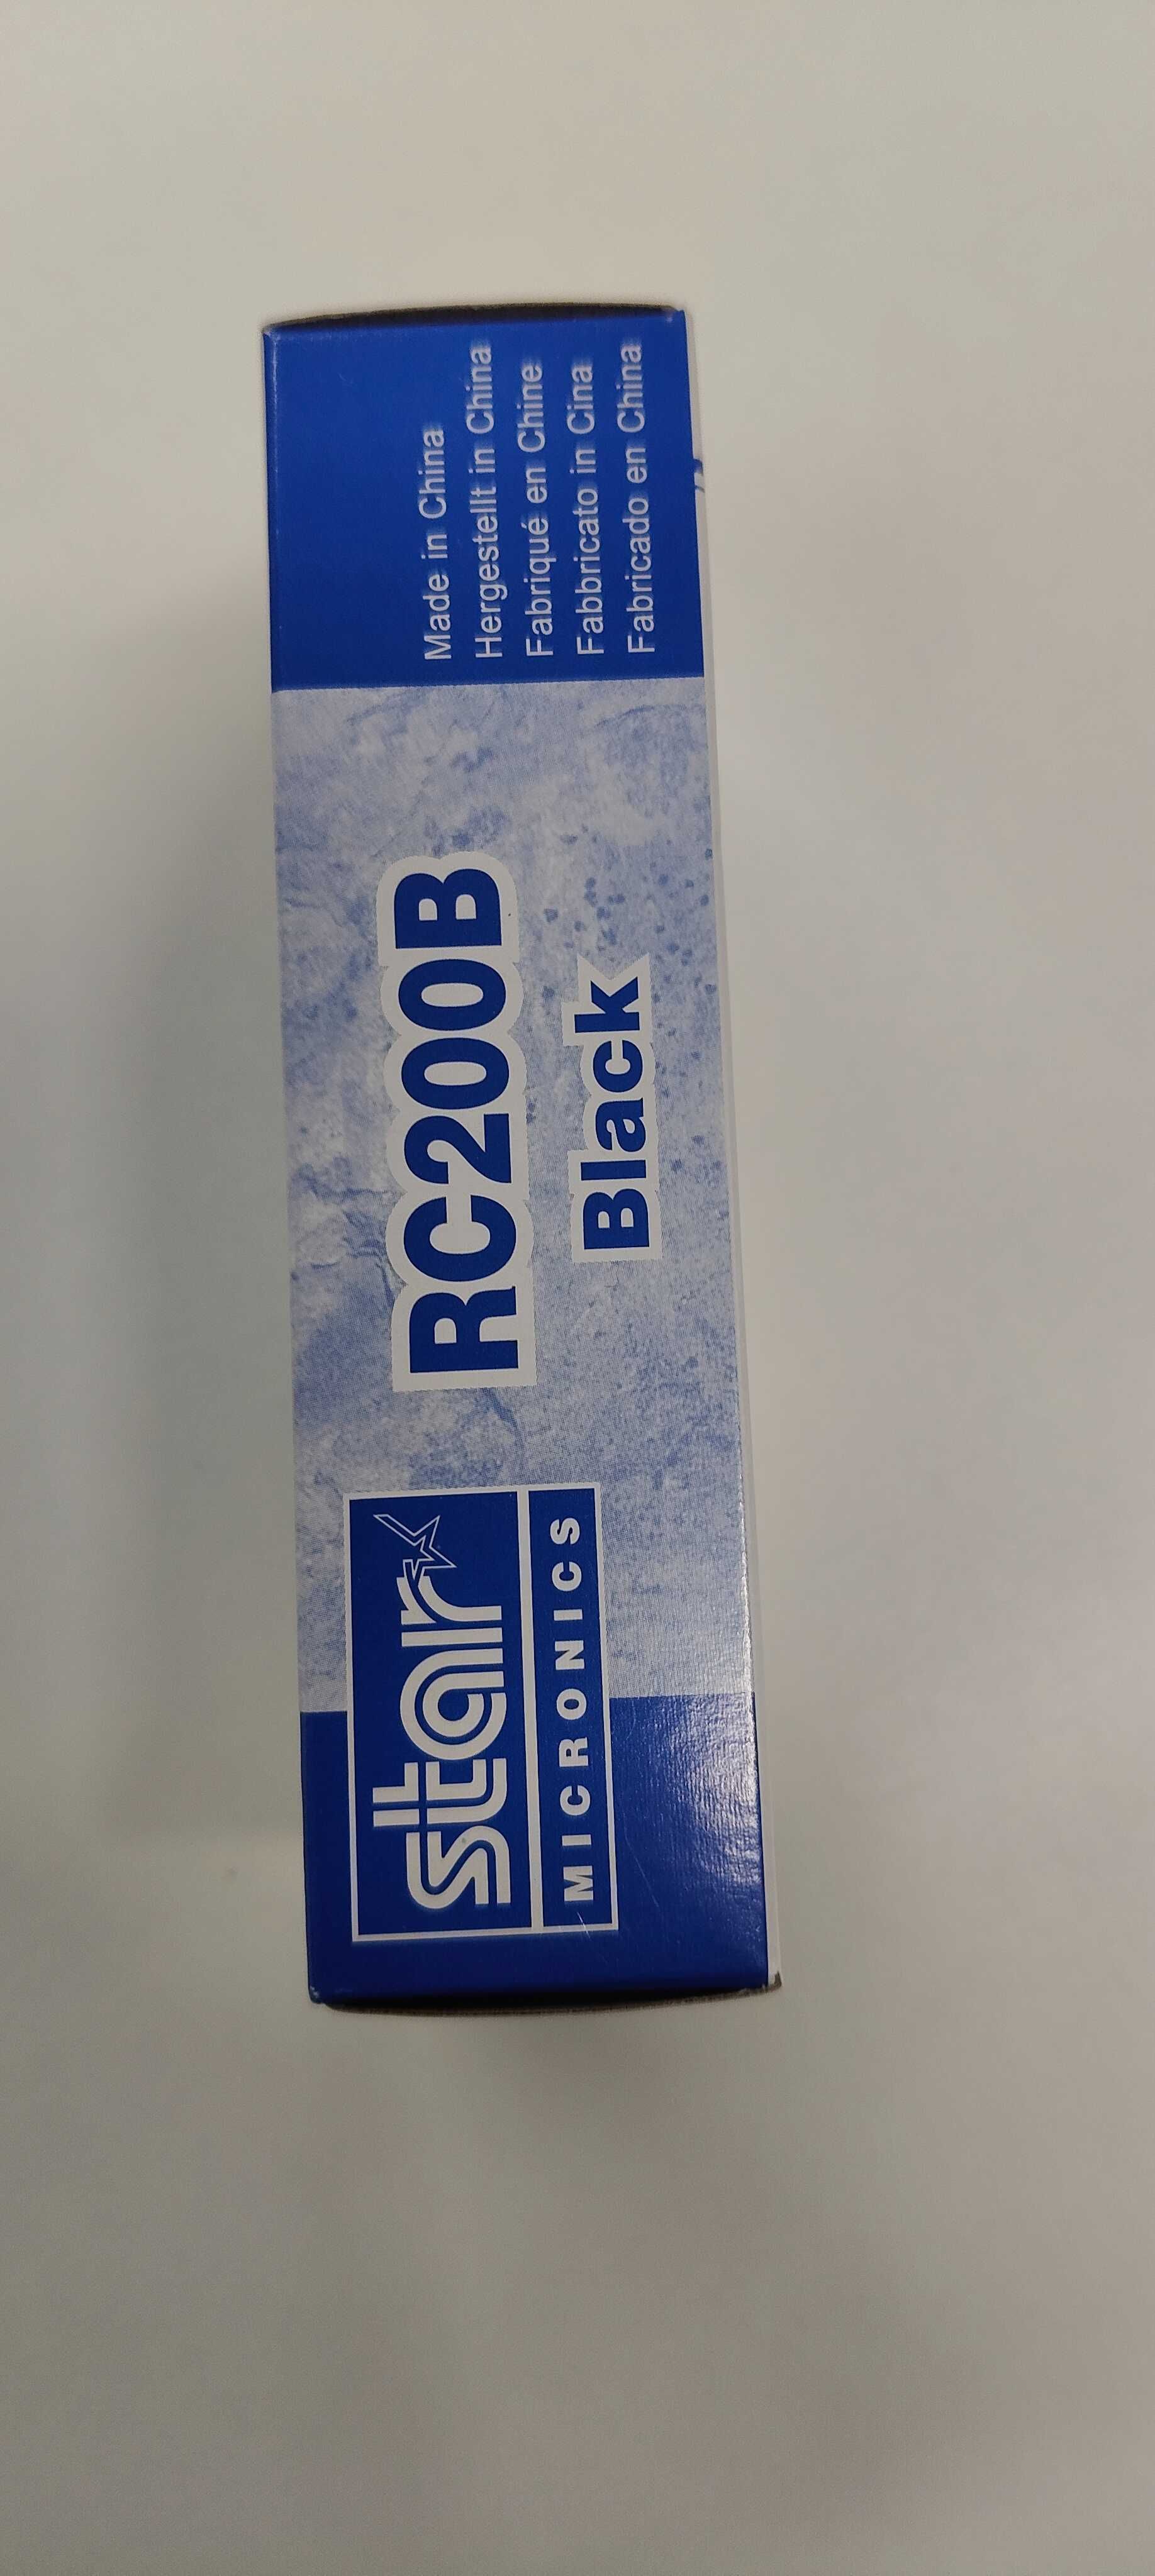 star
MICRONICS
RC200B
Black
Made in China
Hergestellt in China
Fabriqué en Chine
Fabbricato in Cina
Fabricado en China